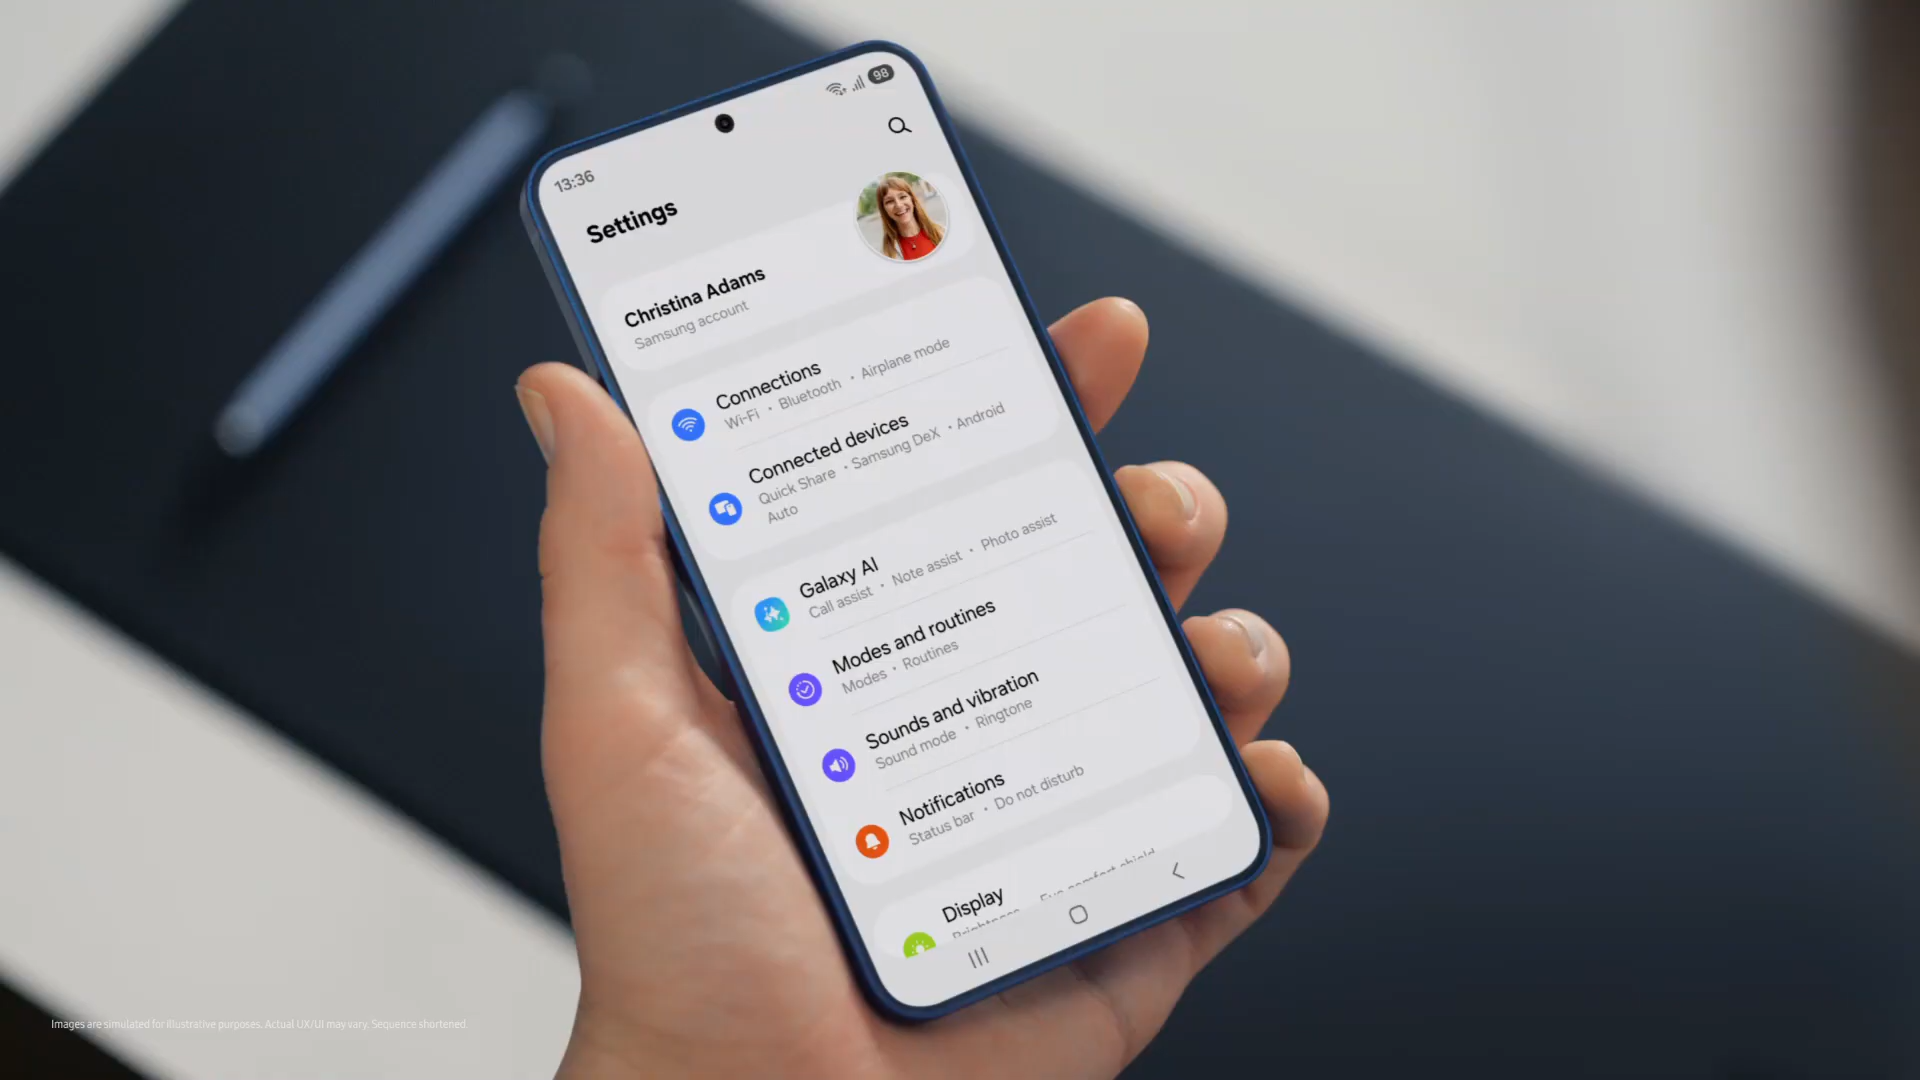 98
13:36
Settings
Christina Adams
Samsung account
Connections
Wi-Fi • Bluetooth • Airplane mode
Connected devices
Quick Share • Samsung DeX • Android
Auto
Galaxy AI
Call assist • Note assist • Photo assist
Modes and routines
Modes • Routines
Sounds and vibration
Sound mode • Ringtone
Notifications
Status bar • Do not disturb
Display
Brightness Eye comfort shield
Images are simulated for illustrative purposes. Actual UX/UI may vary. Sequence shortened.